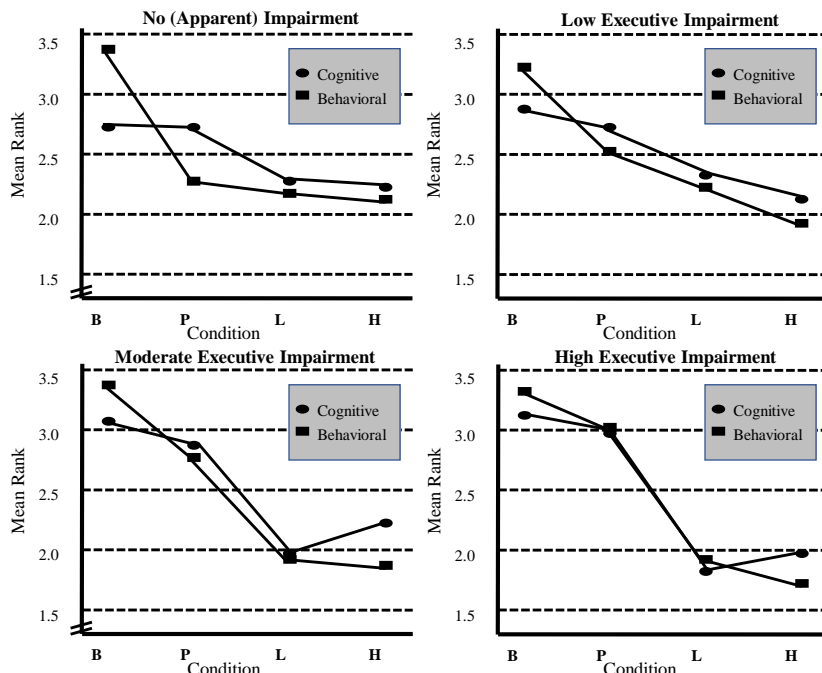 No (Apparent) Impairment
3.5
3.0
2.5
2.0
1.5
Mean Rank
Cognitive
Behavioral
B P L H
Condition
Low Executive Impairment
3.5
3.0
2.5
2.0
1.5
Mean Rank
Cognitive
Behavioral
B P L H
Condition
Moderate Executive Impairment
3.5
3.0
2.5
2.0
1.5
Mean Rank
Cognitive
Behavioral
B P L H
Condition
High Executive Impairment
3.5
3.0
2.5
2.0
1.5
Mean Rank
Cognitive
Behavioral
B P L H
Condition